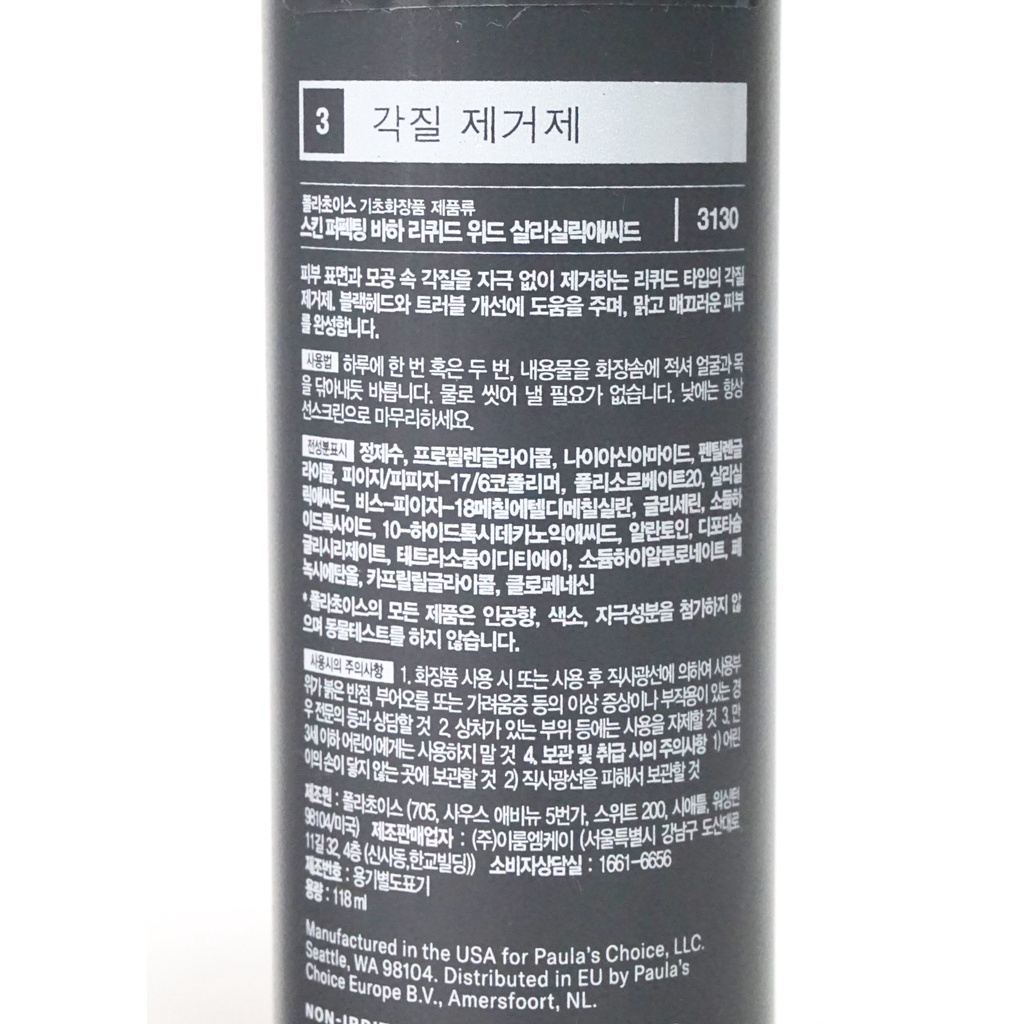 3 각질 제거제
폴라초이스 기초화장품 제품류
스킨 퍼펙팅 바하 리퀴드 위드 살리실릭애씨드 | 3130
피부 표면과 모공 속 각질을 자극 없이 제거하는 리퀴드 타입의 각질
제거제. 블랙헤드와 트러블 개선에 도움을 주며, 맑고 매끄러운 피부
를 완성합니다.
사용법 하루에 한 번 혹은 두 번, 내용물을 화장솜에 적셔 얼굴과 목
을 닦아내듯 바릅니다. 물로 씻어 낼 필요가 없습니다. 낮에는 항상
선스크린으로 마무리하세요.
전성분표시 정제수, 프로필렌글라이콜, 나이아신아마이드, 펜틸렌글
라이콜, 피이지/피피지-17/6코폴리머, 폴리소르베이트20, 살리실
릭애씨드, 비스-피이지-18메칠에텔디메칠실란, 글리세린, 소듐하
이드록사이드, 10-하이드록시데카노익애씨드, 알란토인, 디포타슘
글리시리제이트, 테트라소듐이디티에이, 소듐하이알루로네이트, 페
녹시에탄올, 카프릴릴글라이콜, 클로페네신
* 폴라초이스의 모든 제품은 인공향, 색소, 자극성분을 첨가하지 않
으며 동물테스트를 하지 않습니다.
사용시의 주의사항 1. 화장품 사용 시 또는 사용 후 직사광선에 의하여 사용부
위가 붉은 반점, 부어오름 또는 가려움증 등의 이상 증상이나 부작용이 있는 경
우 전문의 등과 상담할 것 2. 상처가 있는 부위 등에는 사용을 자제할 것 3. 만
3세 이하 어린이에게는 사용하지 말 것 4. 보관 및 취급 시의 주의사항 1) 어린
이의 손이 닿지 않는 곳에 보관할 것 2) 직사광선을 피해서 보관할 것
제조원 : 폴라초이스 (705, 사우스 애비뉴 5번가, 스위트 200, 시애틀, 워싱턴
98104/미국) 제조판매업자 : (주)이룸엠케이 (서울특별시 강남구 도산대로
11길 32, 4층 (신사동,한교빌딩)) 소비자상담실 : 1661-6656
제조번호 : 용기별도표기
용량 : 118 ml
Manufactured in the USA for Paula's Choice, LLC.
Seattle, WA 98104. Distributed in EU by Paula's
Choice Europe B.V., Amersfoort, NL.